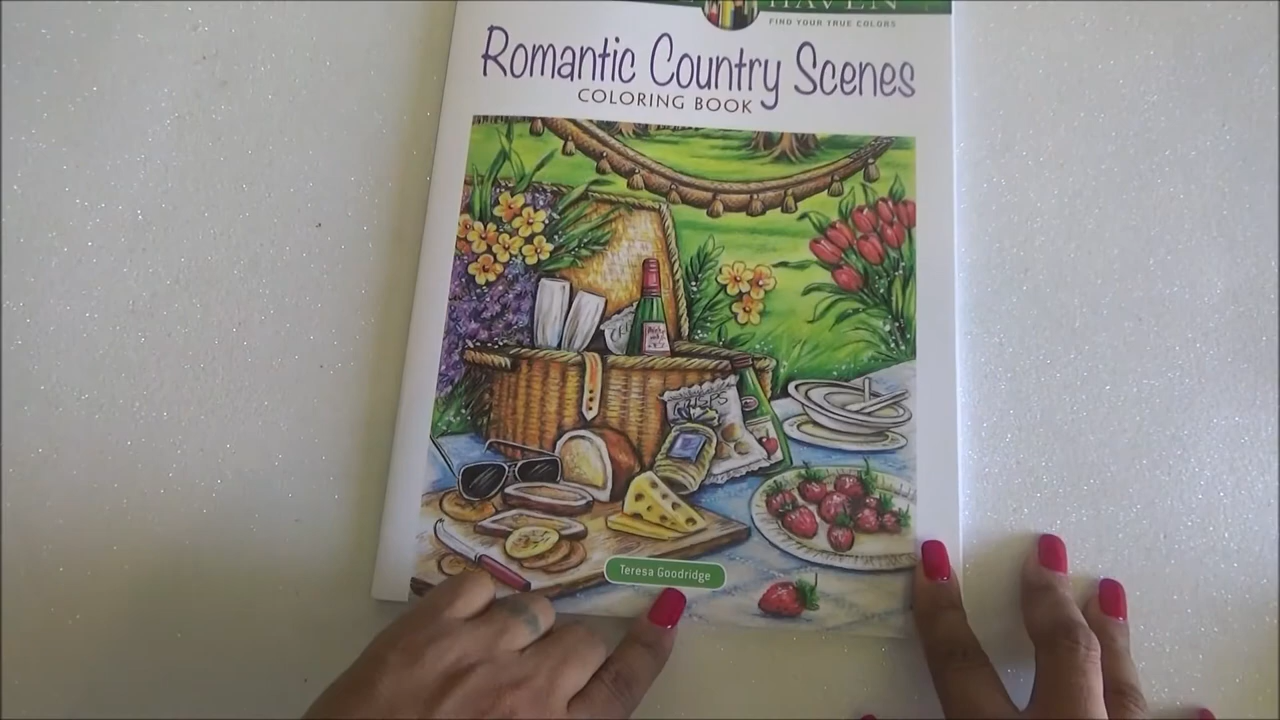 HAVEN
FIND YOUR TRUE COLORS
Romantic Country Scenes
COLORING BOOK
CRISPS
Teresa Goodridge